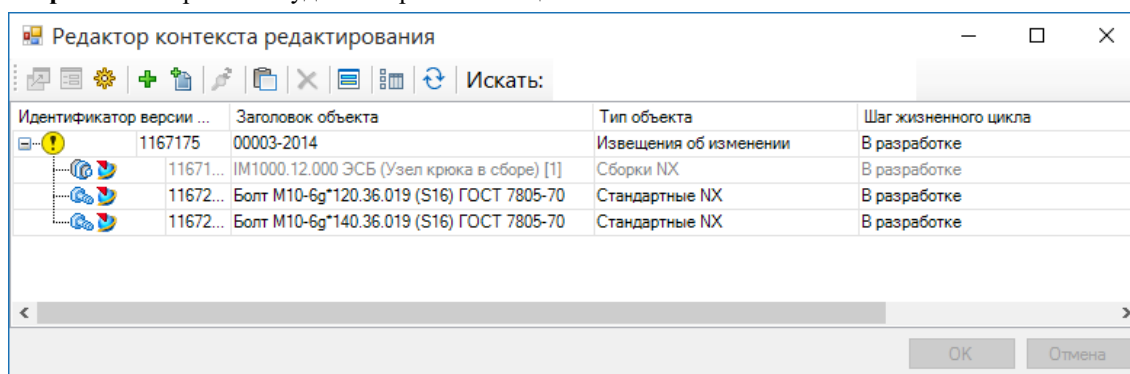 Редактор контекста редактирования
Искать:
Идентификатор версии ... Заголовок объекта Тип объекта Шаг жизненного цикла
1167175 00003-2014 Извещения об изменении В разработке
11671... IM1000.12.000 ЭСБ (Узел крюка в сборе) [1] Сборки NX В разработке
11672... Болт М10-6g*120.36.019 (S16) ГОСТ 7805-70 Стандартные NX В разработке
11672... Болт М10-6g*140.36.019 (S16) ГОСТ 7805-70 Стандартные NX В разработке
OK Отмена